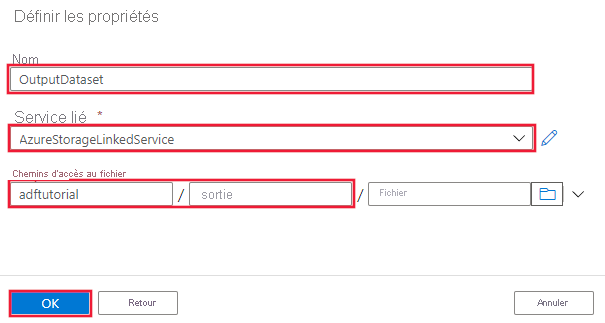 Définir les propriétés
Nom
OutputDataset
Service lié *
AzureStorageLinkedService
Chemins d'accès au fichier
adftutorial / sortie / Fichier
OK Retour Annuler